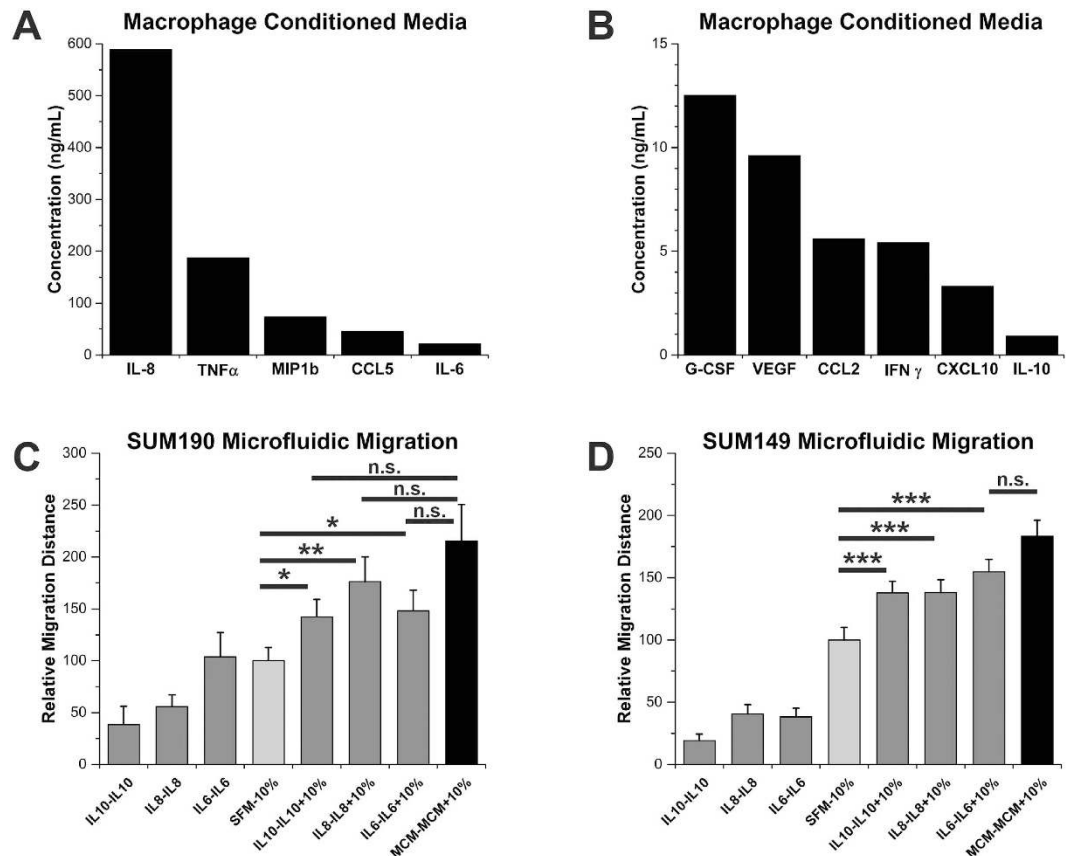 A
Macrophage Conditioned Media
Concentration (ng/mL)
600
500
400
300
200
100
0
IL-8 TNFα MIP1b CCL5 IL-6
B
Macrophage Conditioned Media
Concentration (ng/mL)
15
10
5
0
G-CSF VEGF CCL2 IFN γ CXCL10 IL-10
C
SUM190 Microfluidic Migration
Relative Migration Distance
300
250
200
150
100
50
0
n.s.
n.s.
n.s.
*
**
*
IL10-IL10
IL8-IL8
IL6-IL6
SFM-10%
IL10-IL10+10%
IL8-IL8+10%
IL6-IL6+10%
MCM-MCM+10%
D
SUM149 Microfluidic Migration
Relative Migration Distance
250
200
150
100
50
0
n.s.
***
***
***
IL10-IL10
IL8-IL8
IL6-IL6
SFM-10%
IL10-IL10+10%
IL8-IL8+10%
IL6-IL6+10%
MCM-MCM+10%